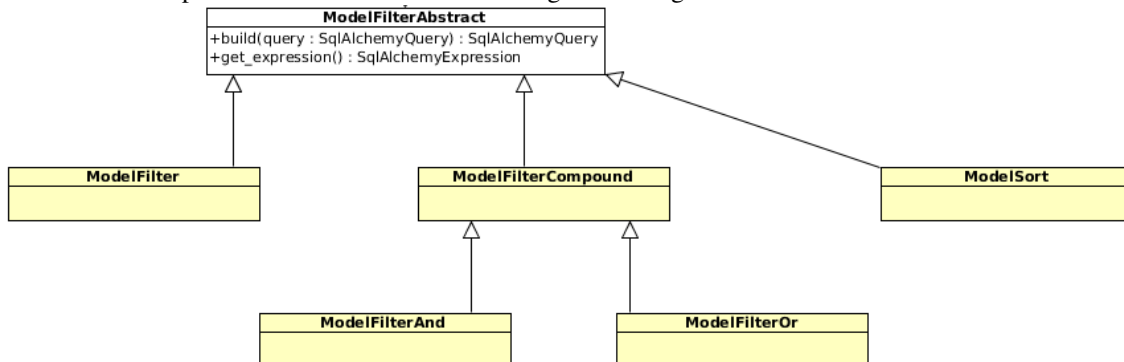 ModelFilterAbstract
+build(query : SqlAlchemyQuery) : SqlAlchemyQuery
+get_expression() : SqlAlchemyExpression
ModelFilter
ModelFilterCompound
ModelSort
ModelFilterAnd
ModelFilterOr